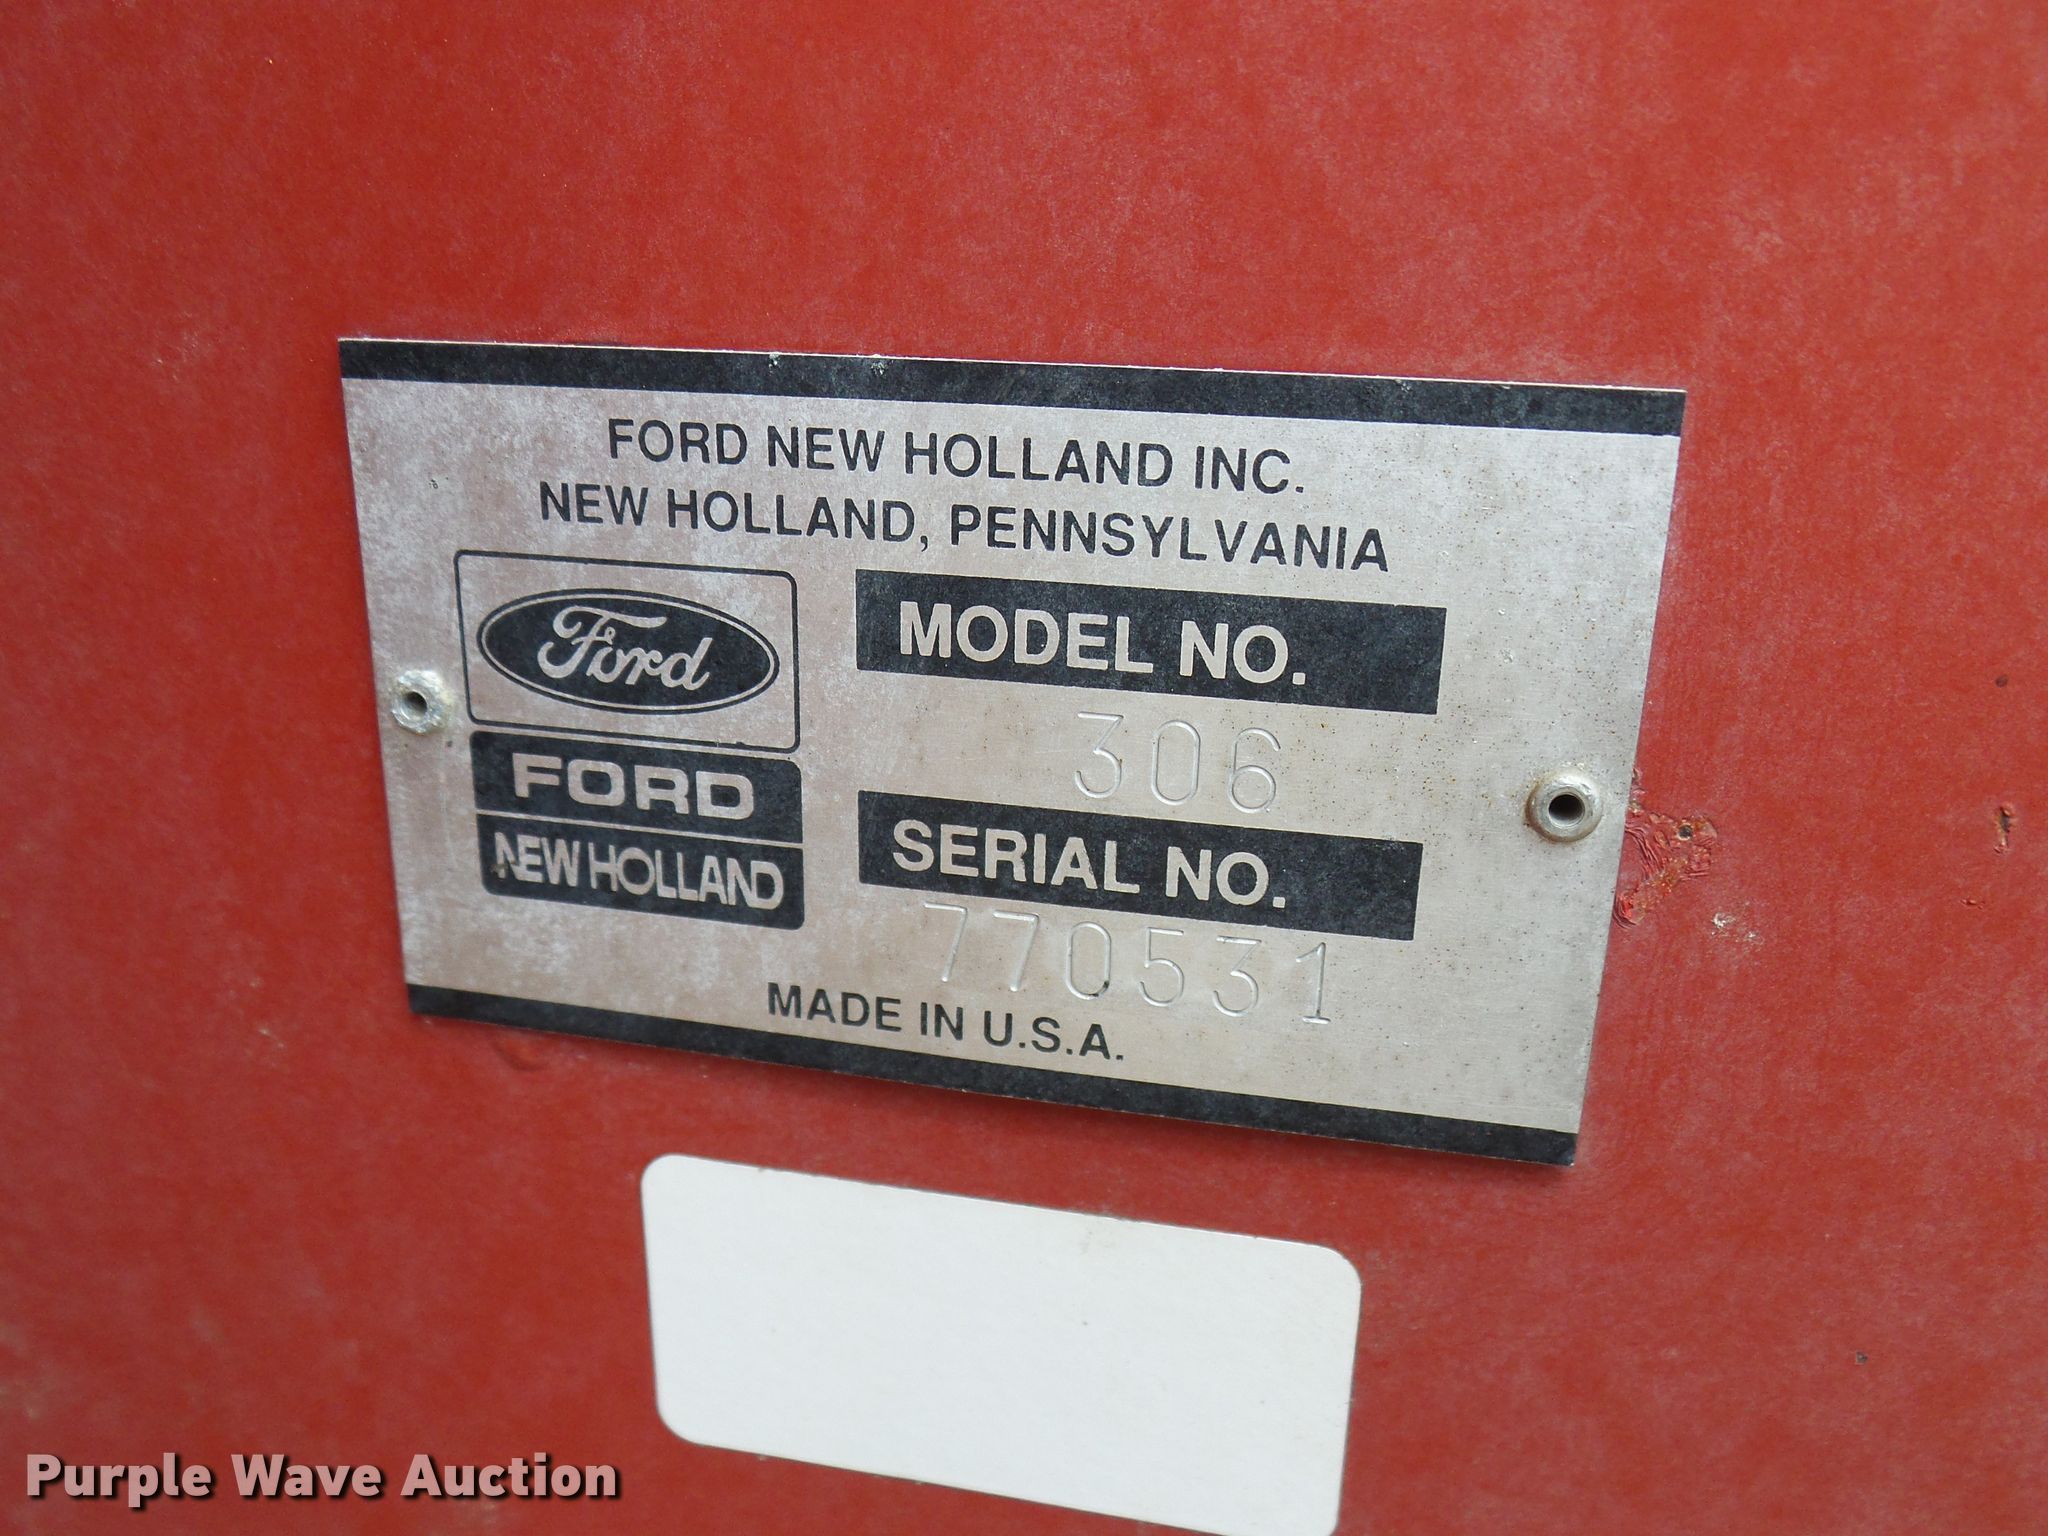 FORD NEW HOLLAND INC.
NEW HOLLAND, PENNSYLVANIA
Ford
FORD
NEW HOLLAND
MODEL NO.
306
SERIAL NO.
770531
MADE IN U.S.A.
Purple Wave Auction